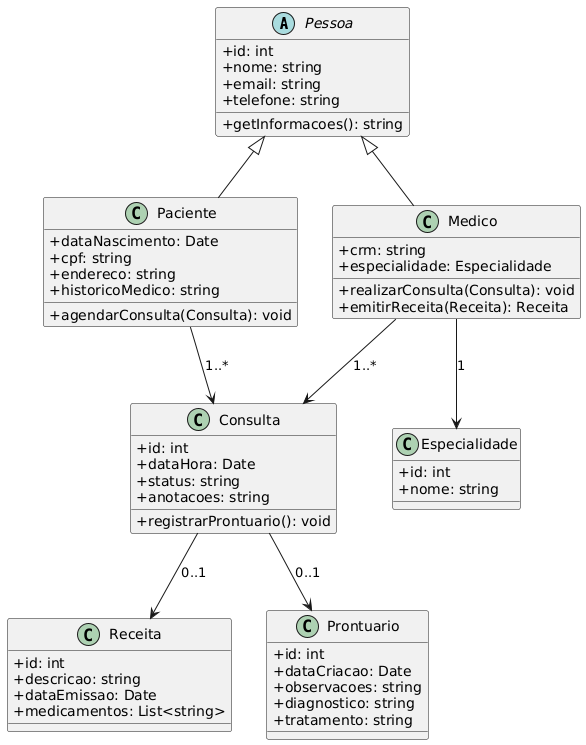 A Pessoa
+id: int
+nome: string
+email: string
+telefone: string
+getInformacoes(): string
C Paciente
+dataNascimento: Date
+cpf: string
+endereco: string
+historicoMedico: string
+agendarConsulta(Consulta): void
C Medico
+crm: string
+especialidade: Especialidade
+realizarConsulta(Consulta): void
+emitirReceita(Receita): Receita
1..*
1..*
1
C Consulta
+id: int
+dataHora: Date
+status: string
+anotacoes: string
+registrarProntuario(): void
C Especialidade
+id: int
+nome: string
0..1
0..1
C Receita
+id: int
+descricao: string
+dataEmissao: Date
+medicamentos: List<string>
C Prontuario
+id: int
+dataCriacao: Date
+observacoes: string
+diagnostico: string
+tratamento: string